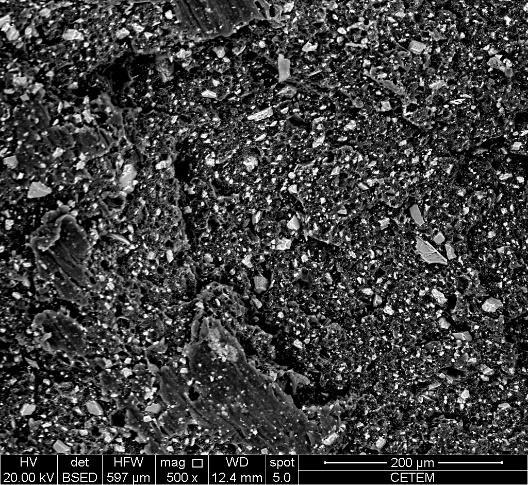 HV det HFW mag □ WD spot 200 µm
20.00 kV BSED 597 µm 500 x 12.4 mm 5.0 CETEM